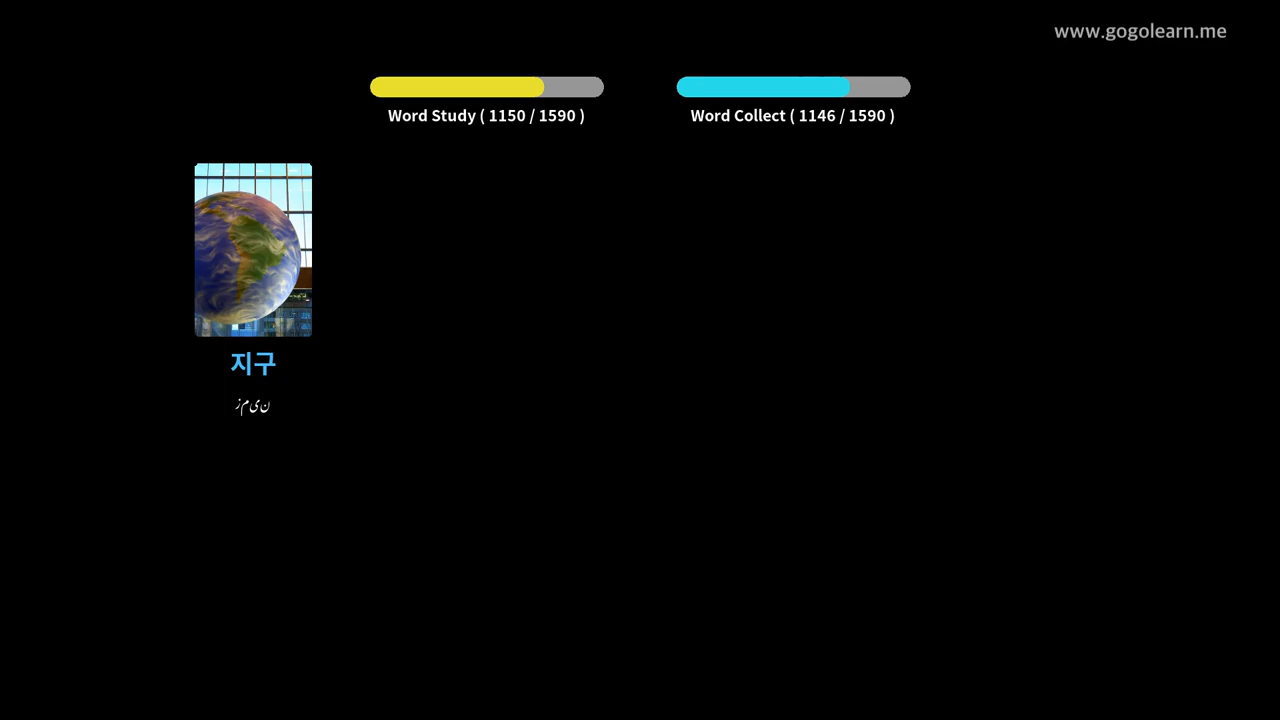 www.gogolearn.me
Word Study ( 1150 / 1590 )
Word Collect ( 1146 / 1590 )
지구
زمین